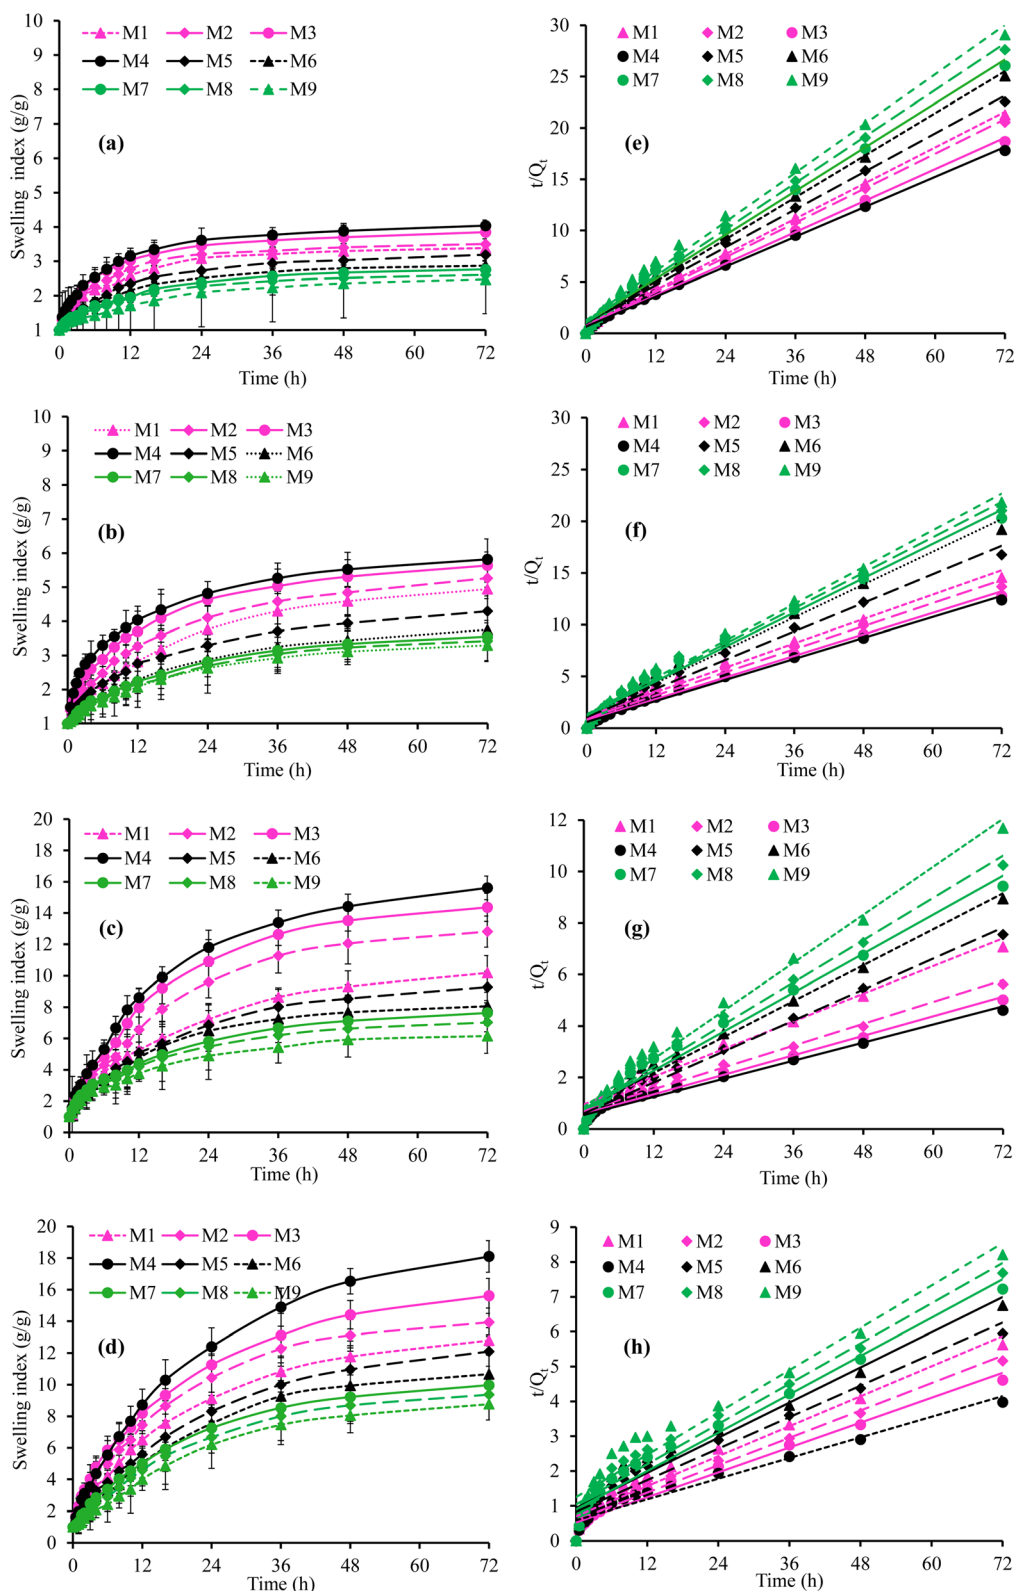 10
9
8
7
6
5
4
3
2
1
Swelling index (g/g)
M1 M2 M3
M4 M5 M6
M7 M8 M9
(a)
0 12 24 36 48 60 72
Time (h)
30
25
20
15
10
5
0
t/Qt
M1 M2 M3
M4 M5 M6
M7 M8 M9
(e)
0 12 24 36 48 60 72
Time (h)
10
9
8
7
6
5
4
3
2
1
Swelling index (g/g)
M1 M2 M3
M4 M5 M6
M7 M8 M9
(b)
0 12 24 36 48 60 72
Time (h)
30
25
20
15
10
5
0
t/Qt
M1 M2 M3
M4 M5 M6
M7 M8 M9
(f)
0 12 24 36 48 60 72
Time (h)
20
18
16
14
12
10
8
6
4
2
0
Swelling index (g/g)
M1 M2 M3
M4 M5 M6
M7 M8 M9
(c)
0 12 24 36 48 60 72
Time (h)
12
10
8
6
4
2
0
t/Qt
M1 M2 M3
M4 M5 M6
M7 M8 M9
(g)
0 12 24 36 48 60 72
Time (h)
20
18
16
14
12
10
8
6
4
2
0
Swelling index (g/g)
M1 M2 M3
M4 M5 M6
M7 M8 M9
(d)
0 12 24 36 48 60 72
Time (h)
9
8
7
6
5
4
3
2
1
0
t/Qt
M1 M2 M3
M4 M5 M6
M7 M8 M9
(h)
0 12 24 36 48 60 72
Time (h)